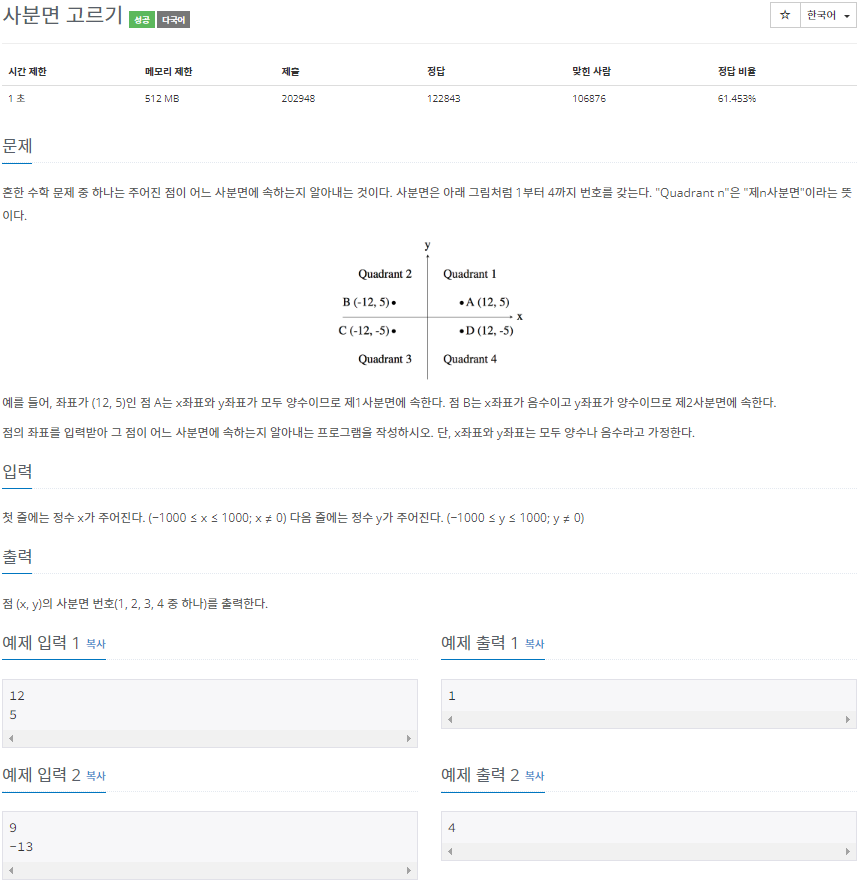 사분면 고르기 성공 다국어 ☆ 한국어
시간 제한 메모리 제한 제출 정답 맞힌 사람 정답 비율
1 초 512 MB 202948 122843 106876 61.453%
문제
흔한 수학 문제 중 하나는 주어진 점이 어느 사분면에 속하는지 알아내는 것이다. 사분면은 아래 그림처럼 1부터 4까지 번호를 갖는다. "Quadrant n"은 "제n사분면"이라는 뜻
이다.
y
Quadrant 2 Quadrant 1
B (-12, 5) A (12, 5)
x
C (-12, -5) D (12, -5)
Quadrant 3 Quadrant 4
예를 들어, 좌표가 (12, 5)인 점 A는 x좌표와 y좌표가 모두 양수이므로 제1사분면에 속한다. 점 B는 x좌표가 음수이고 y좌표가 양수이므로 제2사분면에 속한다.
점의 좌표를 입력받아 그 점이 어느 사분면에 속하는지 알아내는 프로그램을 작성하시오. 단, x좌표와 y좌표는 모두 양수나 음수라고 가정한다.
입력
첫 줄에는 정수 x가 주어진다. (−1000 ≤ x ≤ 1000; x ≠ 0) 다음 줄에는 정수 y가 주어진다. (−1000 ≤ y ≤ 1000; y ≠ 0)
출력
점 (x, y)의 사분면 번호(1, 2, 3, 4 중 하나)를 출력한다.
예제 입력 1 복사
12
5
예제 출력 1 복사
1
예제 입력 2 복사
9
-13
예제 출력 2 복사
4